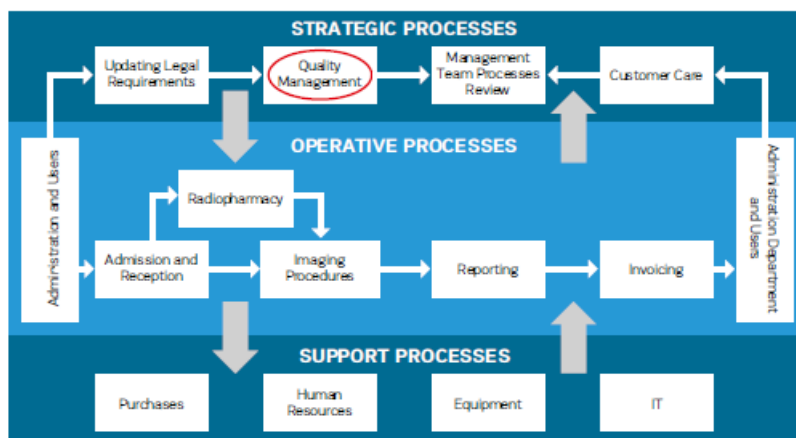 STRATEGIC PROCESSES
Updating Legal
Requirements
Quality
Management
Management
Team Processes
Review
Customer Care
OPERATIVE PROCESSES
Administration and Users
Radiopharmacy
Admission and
Reception
Imaging
Procedures
Reporting
Invoicing
Administration Department
and Users
SUPPORT PROCESSES
Purchases
Human
Resources
Equipment
IT